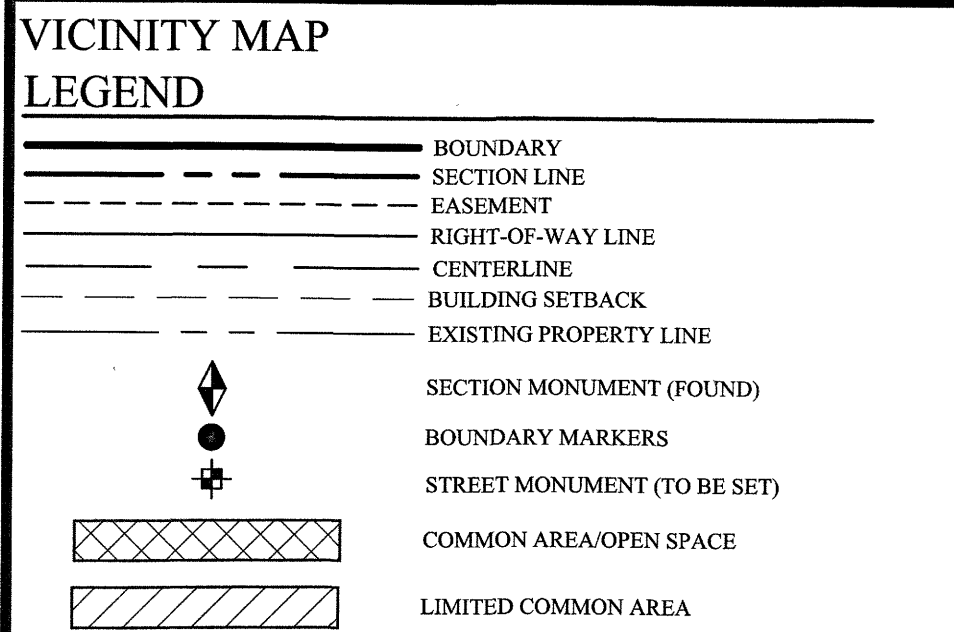 VICINITY MAP
LEGEND
BOUNDARY
SECTION LINE
EASEMENT
RIGHT-OF-WAY LINE
CENTERLINE
BUILDING SETBACK
EXISTING PROPERTY LINE
SECTION MONUMENT (FOUND)
BOUNDARY MARKERS
STREET MONUMENT (TO BE SET)
COMMON AREA/OPEN SPACE
LIMITED COMMON AREA